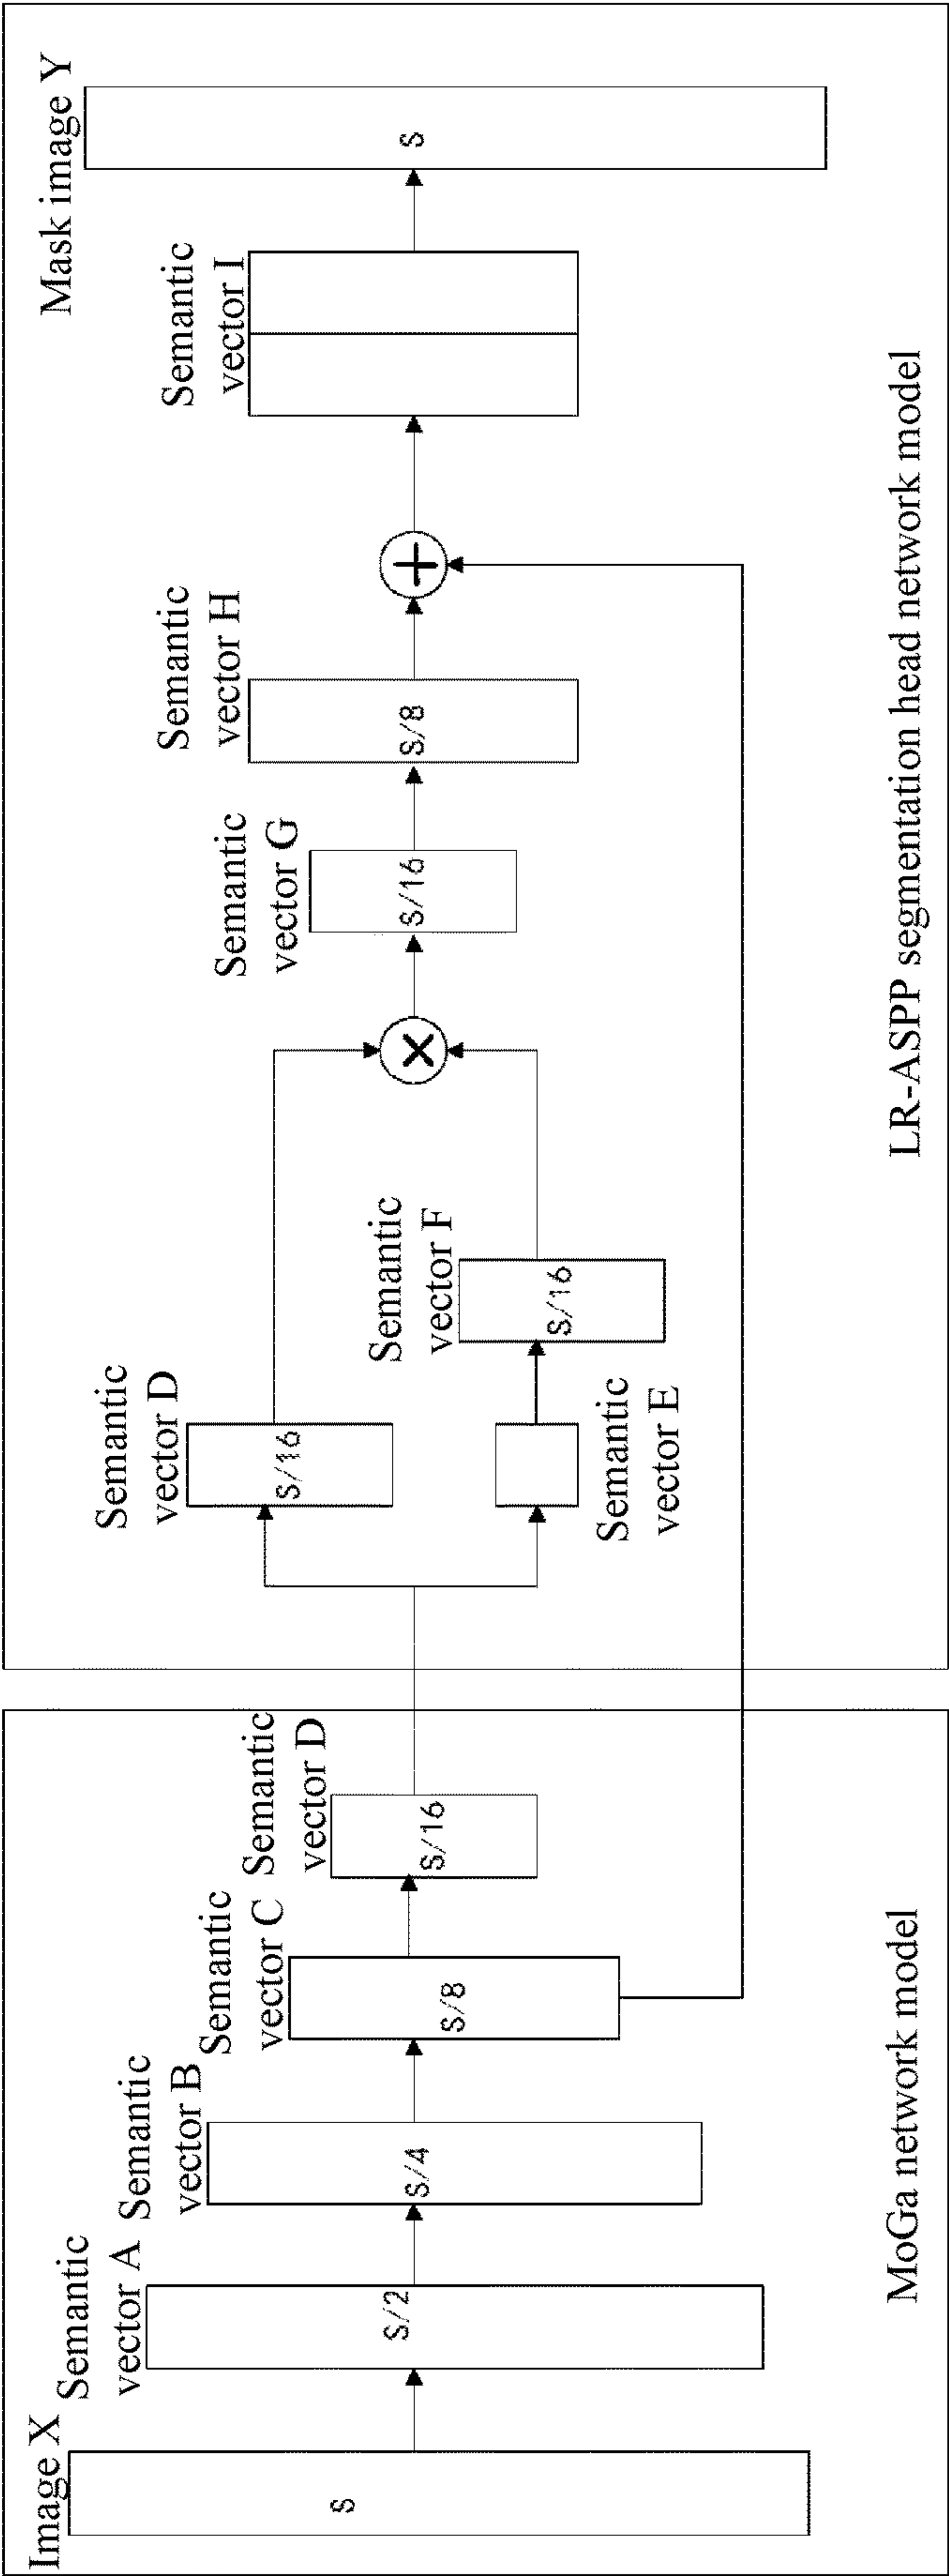 Image X
S
Semantic
vector A
S/2
Semantic
vector B
S/4
Semantic
vector C
S/8
Semantic
vector D
S/16
MoGa network model
Semantic
vector D
S/16
Semantic
vector E
Semantic
vector F
S/16
×
Semantic
vector G
S/16
Semantic
vector H
S/8
+
Semantic
vector I
Mask image Y
S
LR-ASPP segmentation head network model